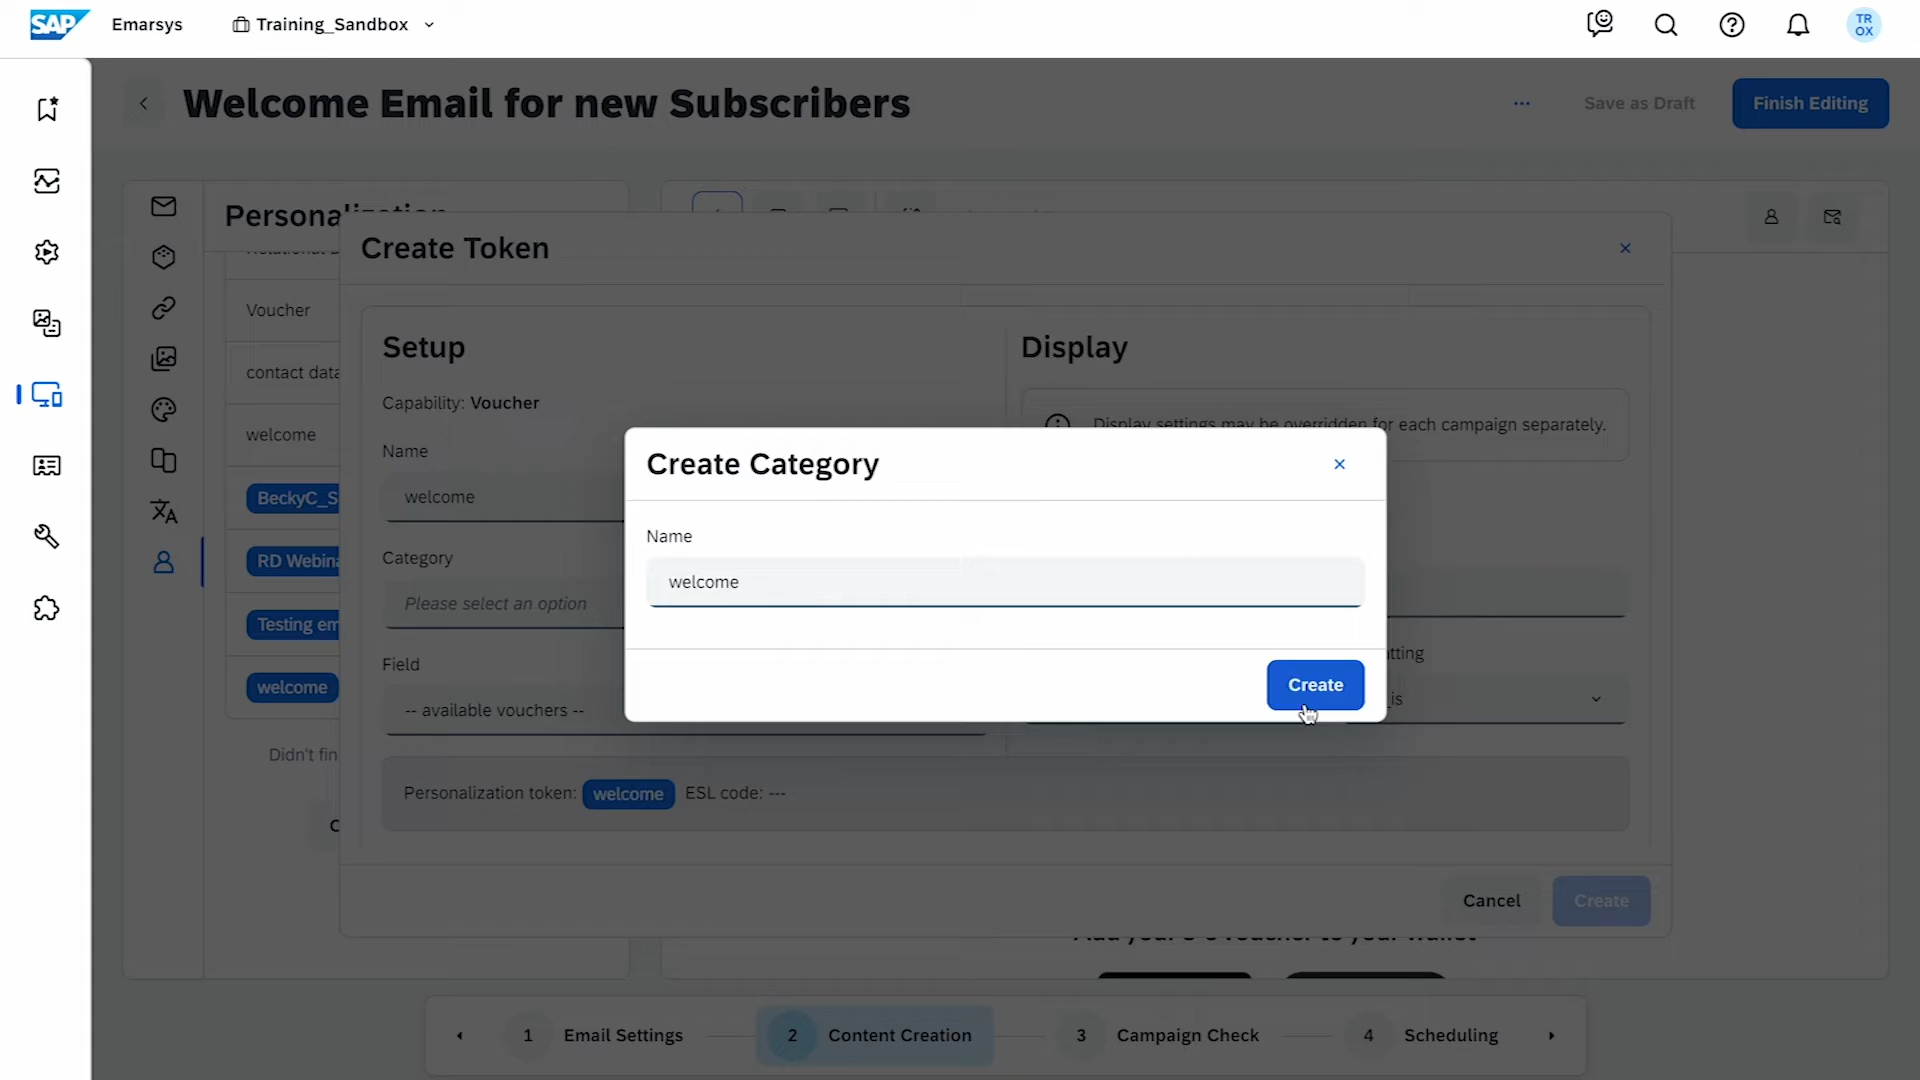 SAP Emarsys Training_Sandbox
TR
OX
Welcome Email for new Subscribers
Save as Draft
Finish Editing
Create Token
Setup
Display
Voucher
contact data
welcome
Capability: Voucher
Display settings may be overridden for each campaign separately.
Name
welcome
Create Category
Name
welcome
Create
BeckyC_S
RD Webina
Testing em
welcome
Category
Please select an option
Field
-- available vouchers --
Didn't fin
Personalization token: welcome ESL code: ---
Cancel
Create
1 Email Settings
2 Content Creation
3 Campaign Check
4 Scheduling